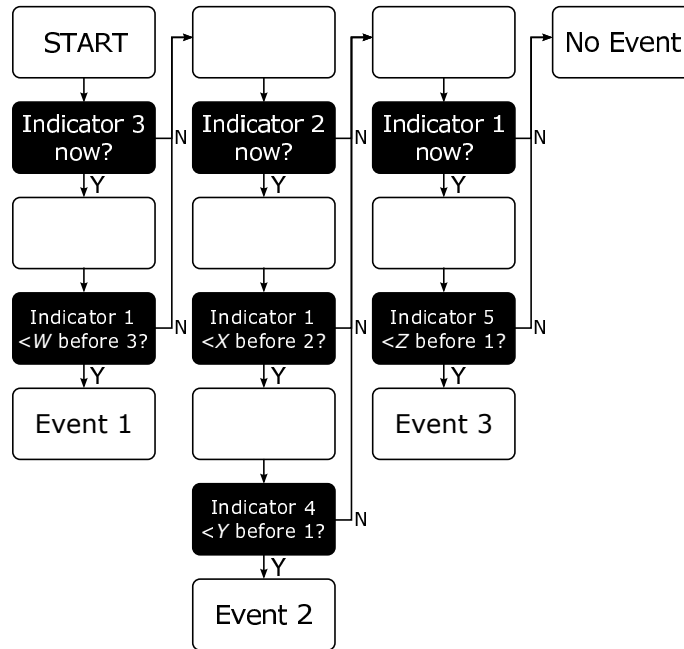 START
Indicator 3
now?
N
Y
Indicator 1
<W before 3?
N
Y
Event 1
Indicator 2
now?
N
Y
Indicator 1
<X before 2?
N
Y
Indicator 4
<Y before 1?
N
Y
Event 2
Indicator 1
now?
N
Y
Indicator 5
<Z before 1?
N
Y
Event 3
No Event